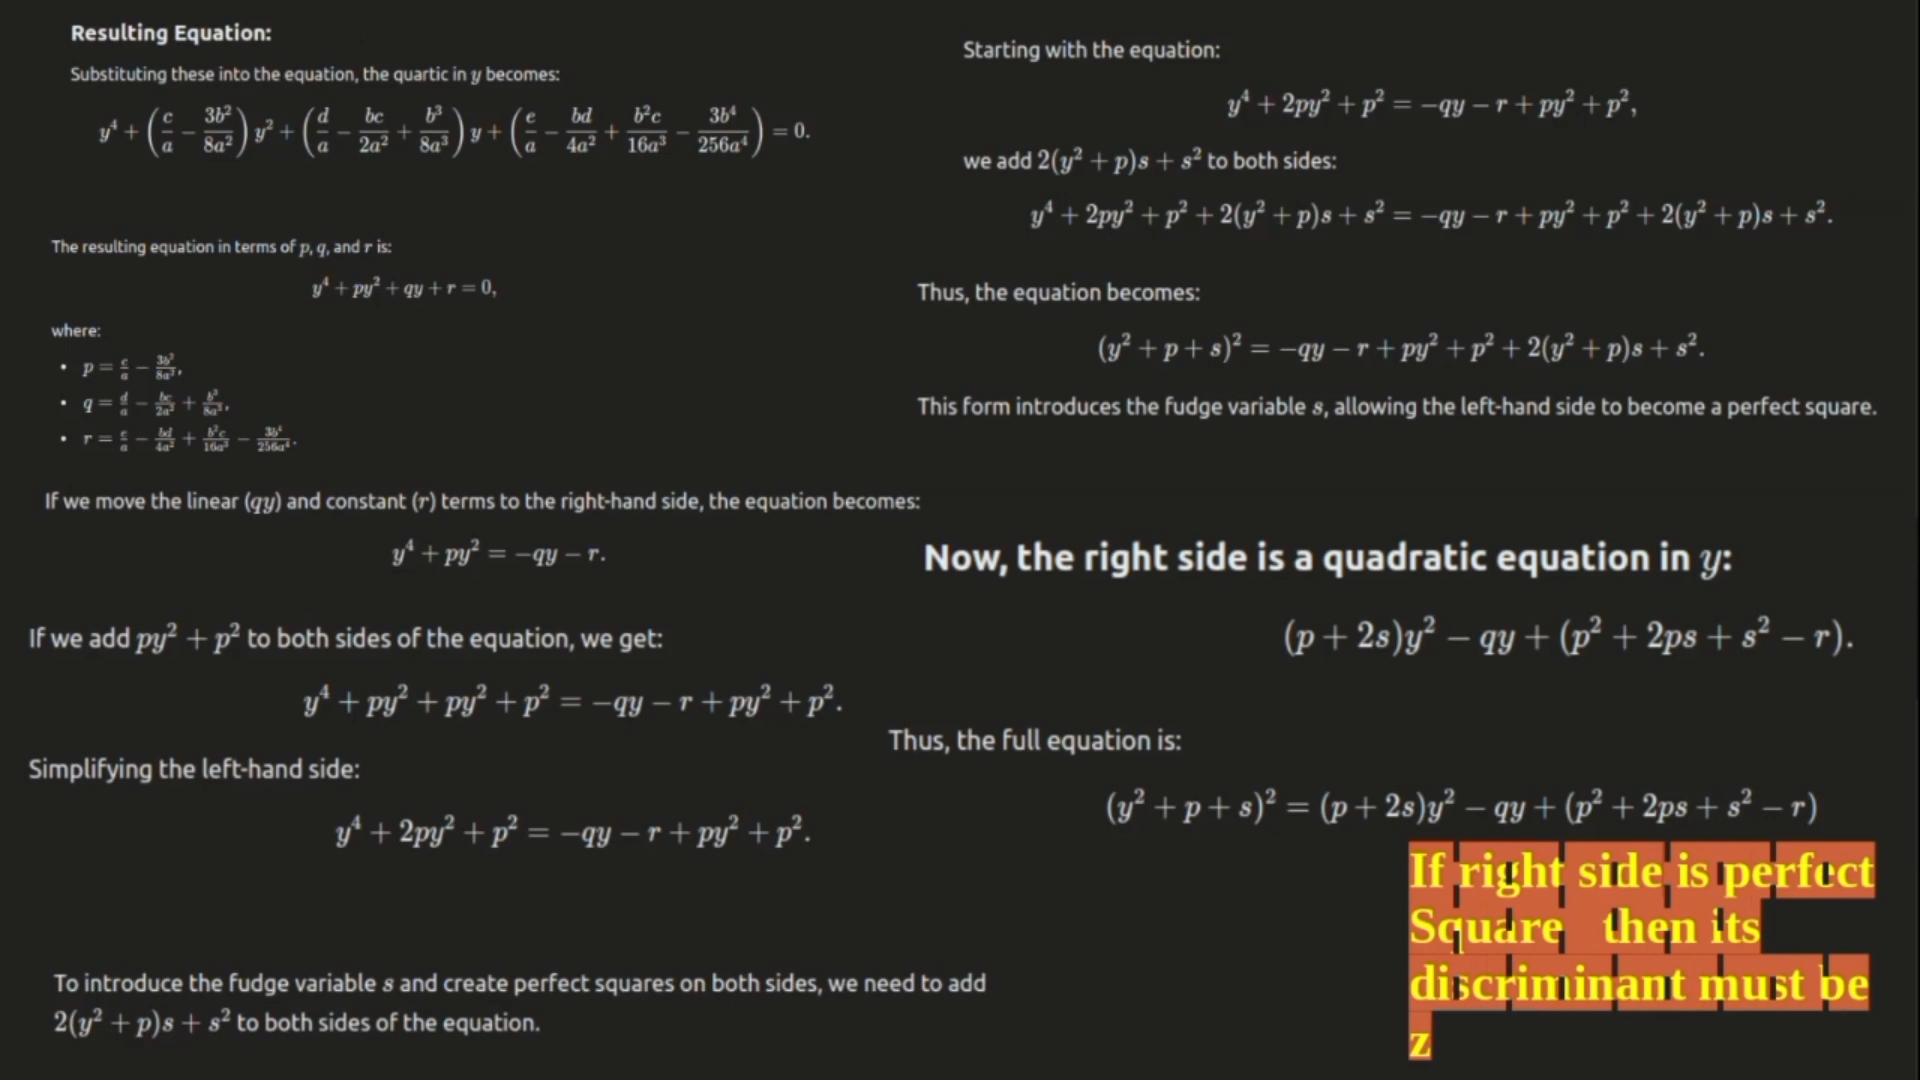 Resulting Equation:
Substituting these into the equation, the quartic in y becomes:
y⁴ + (c/a − 3b²/8a²) y² + (d/a − bc/2a² + b³/8a³) y + (e/a − bd/4a² + b²c/16a³ − 3b⁴/256a⁴) = 0.
The resulting equation in terms of p, q, and r is:
y⁴ + py² + qy + r = 0,
where:
• p = c/a − 3b²/8a²,
• q = d/a − bc/2a² + b³/8a³,
• r = e/a − bd/4a² + b²c/16a³ − 3b⁴/256a⁴.
If we move the linear (qy) and constant (r) terms to the right-hand side, the equation becomes:
y⁴ + py² = −qy − r.
If we add py² + p² to both sides of the equation, we get:
y⁴ + py² + py² + p² = −qy − r + py² + p².
Simplifying the left-hand side:
y⁴ + 2py² + p² = −qy − r + py² + p².
To introduce the fudge variable s and create perfect squares on both sides, we need to add
2(y² + p)s + s² to both sides of the equation.
Starting with the equation:
y⁴ + 2py² + p² = −qy − r + py² + p²,
we add 2(y² + p)s + s² to both sides:
y⁴ + 2py² + p² + 2(y² + p)s + s² = −qy − r + py² + p² + 2(y² + p)s + s².
Thus, the equation becomes:
(y² + p + s)² = −qy − r + py² + p² + 2(y² + p)s + s².
This form introduces the fudge variable s, allowing the left-hand side to become a perfect square.
Now, the right side is a quadratic equation in y:
(p + 2s)y² − qy + (p² + 2ps + s² − r).
Thus, the full equation is:
(y² + p + s)² = (p + 2s)y² − qy + (p² + 2ps + s² − r)
If right side is perfect
Square then its
discriminant must be
z